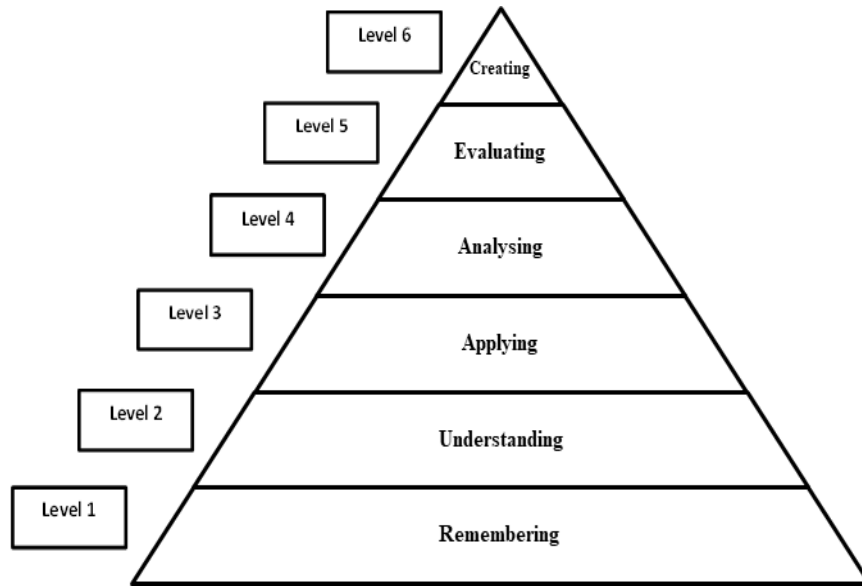 Level 6
Creating
Level 5
Evaluating
Level 4
Analysing
Level 3
Applying
Level 2
Understanding
Level 1
Remembering